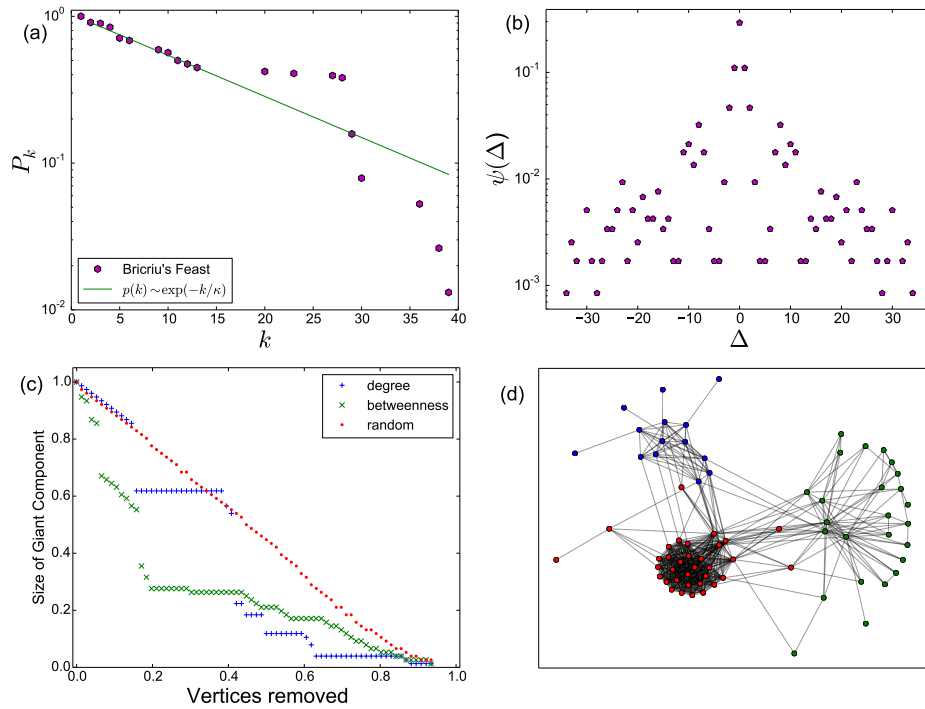 (a)
10^0
10^{-1}
10^{-2}
P_k
Bricriu's Feast
p(k) ~ exp(−k/κ)
0 5 10 15 20 25 30 35 40
k
(b)
10^{-1}
10^{-2}
10^{-3}
ψ(Δ)
−30 −20 −10 0 10 20 30
Δ
(c)
1.0
0.8
0.6
0.4
0.2
0.0
Size of Giant Component
degree
betweenness
random
0.0 0.2 0.4 0.6 0.8 1.0
Vertices removed
(d)